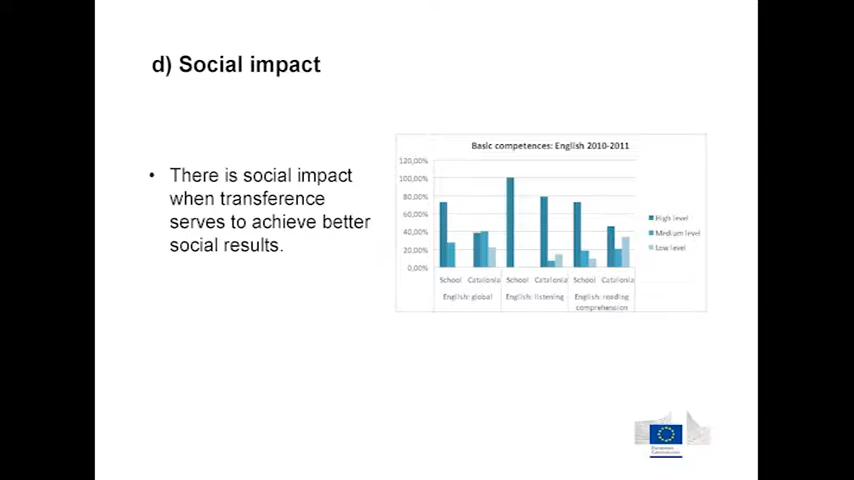 d) Social impact
• There is social impact
when transference
serves to achieve better
social results.
Basic competences: English 2010-2011
120,00%
100,00%
80,00%
60,00%
40,00%
20,00%
0,00%
School Catalonia School Catalonia School Catalonia
English: global English: listening English: reading
comprehension
High level
Medium level
Low level
European
Commission